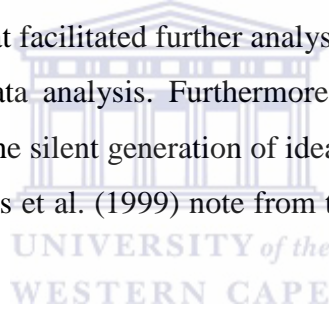 at facilitated further analys
ata analysis. Furthermore
ne silent generation of idea
s et al. (1999) note from t
UNIVERSITY of the
WESTERN CAPE